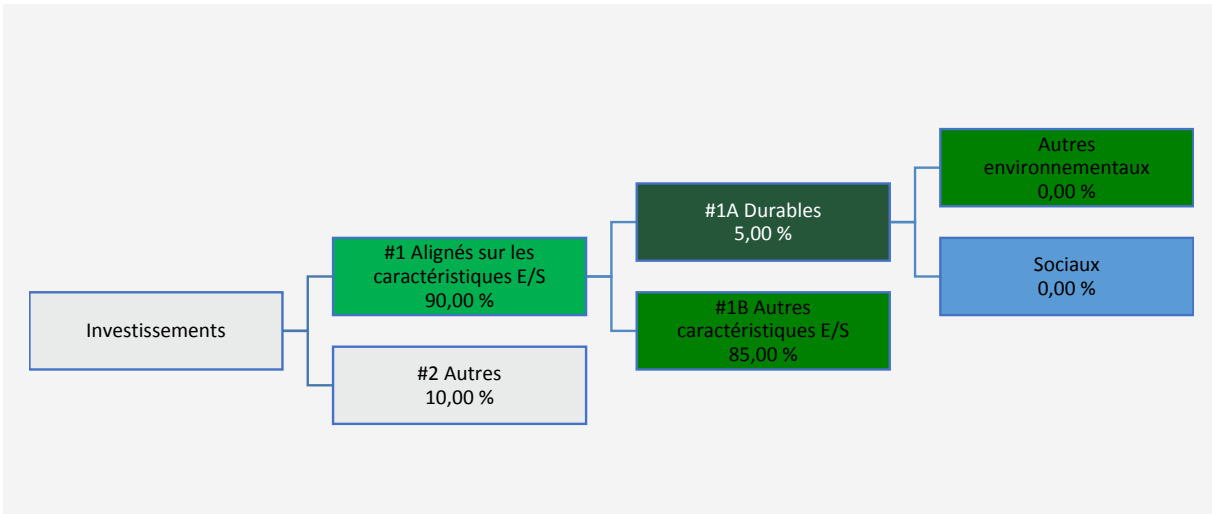 Investissements
#1 Alignés sur les
caractéristiques E/S
90,00 %
#2 Autres
10,00 %
#1A Durables
5,00 %
#1B Autres
caractéristiques E/S
85,00 %
Autres
environnementaux
0,00 %
Sociaux
0,00 %